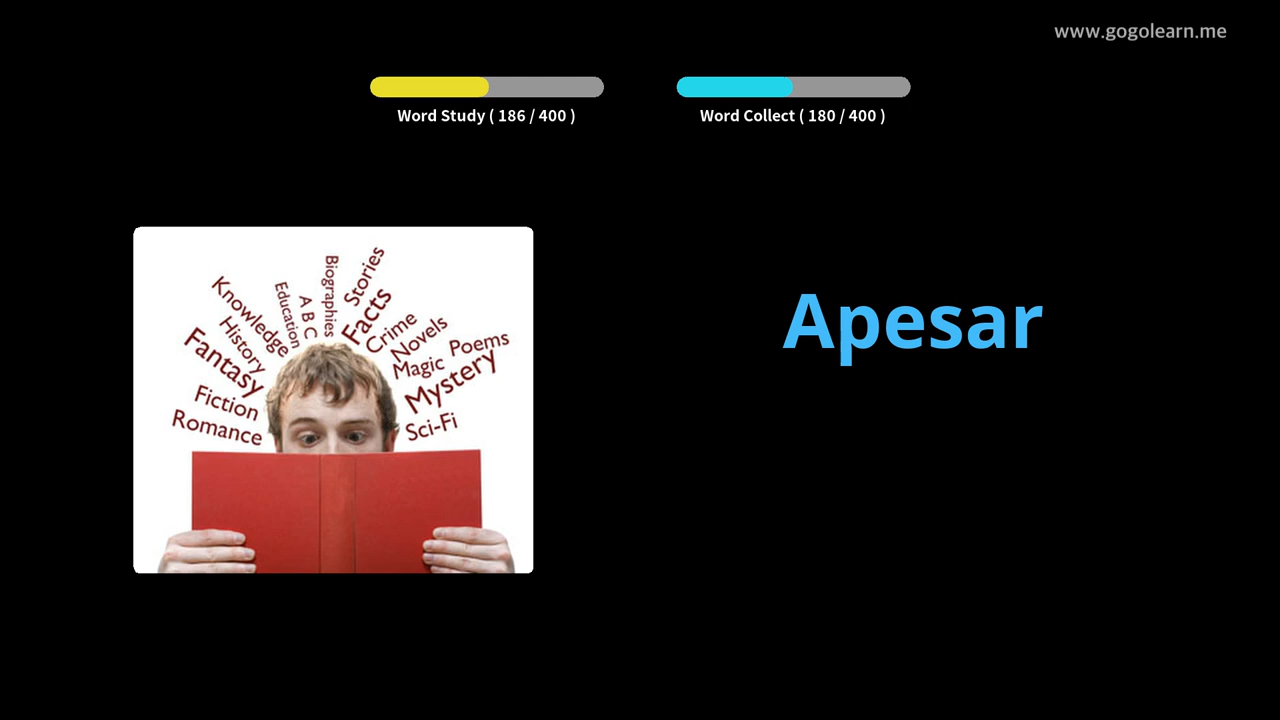 www.gogolearn.me
Word Study ( 186 / 400 )
Word Collect ( 180 / 400 )
Apesar
Biographies
Stories
Education
A B C
Facts
Knowledge
Crime
History
Novels
Fantasy
Magic
Poems
Mystery
Fiction
Romance
Sci-Fi